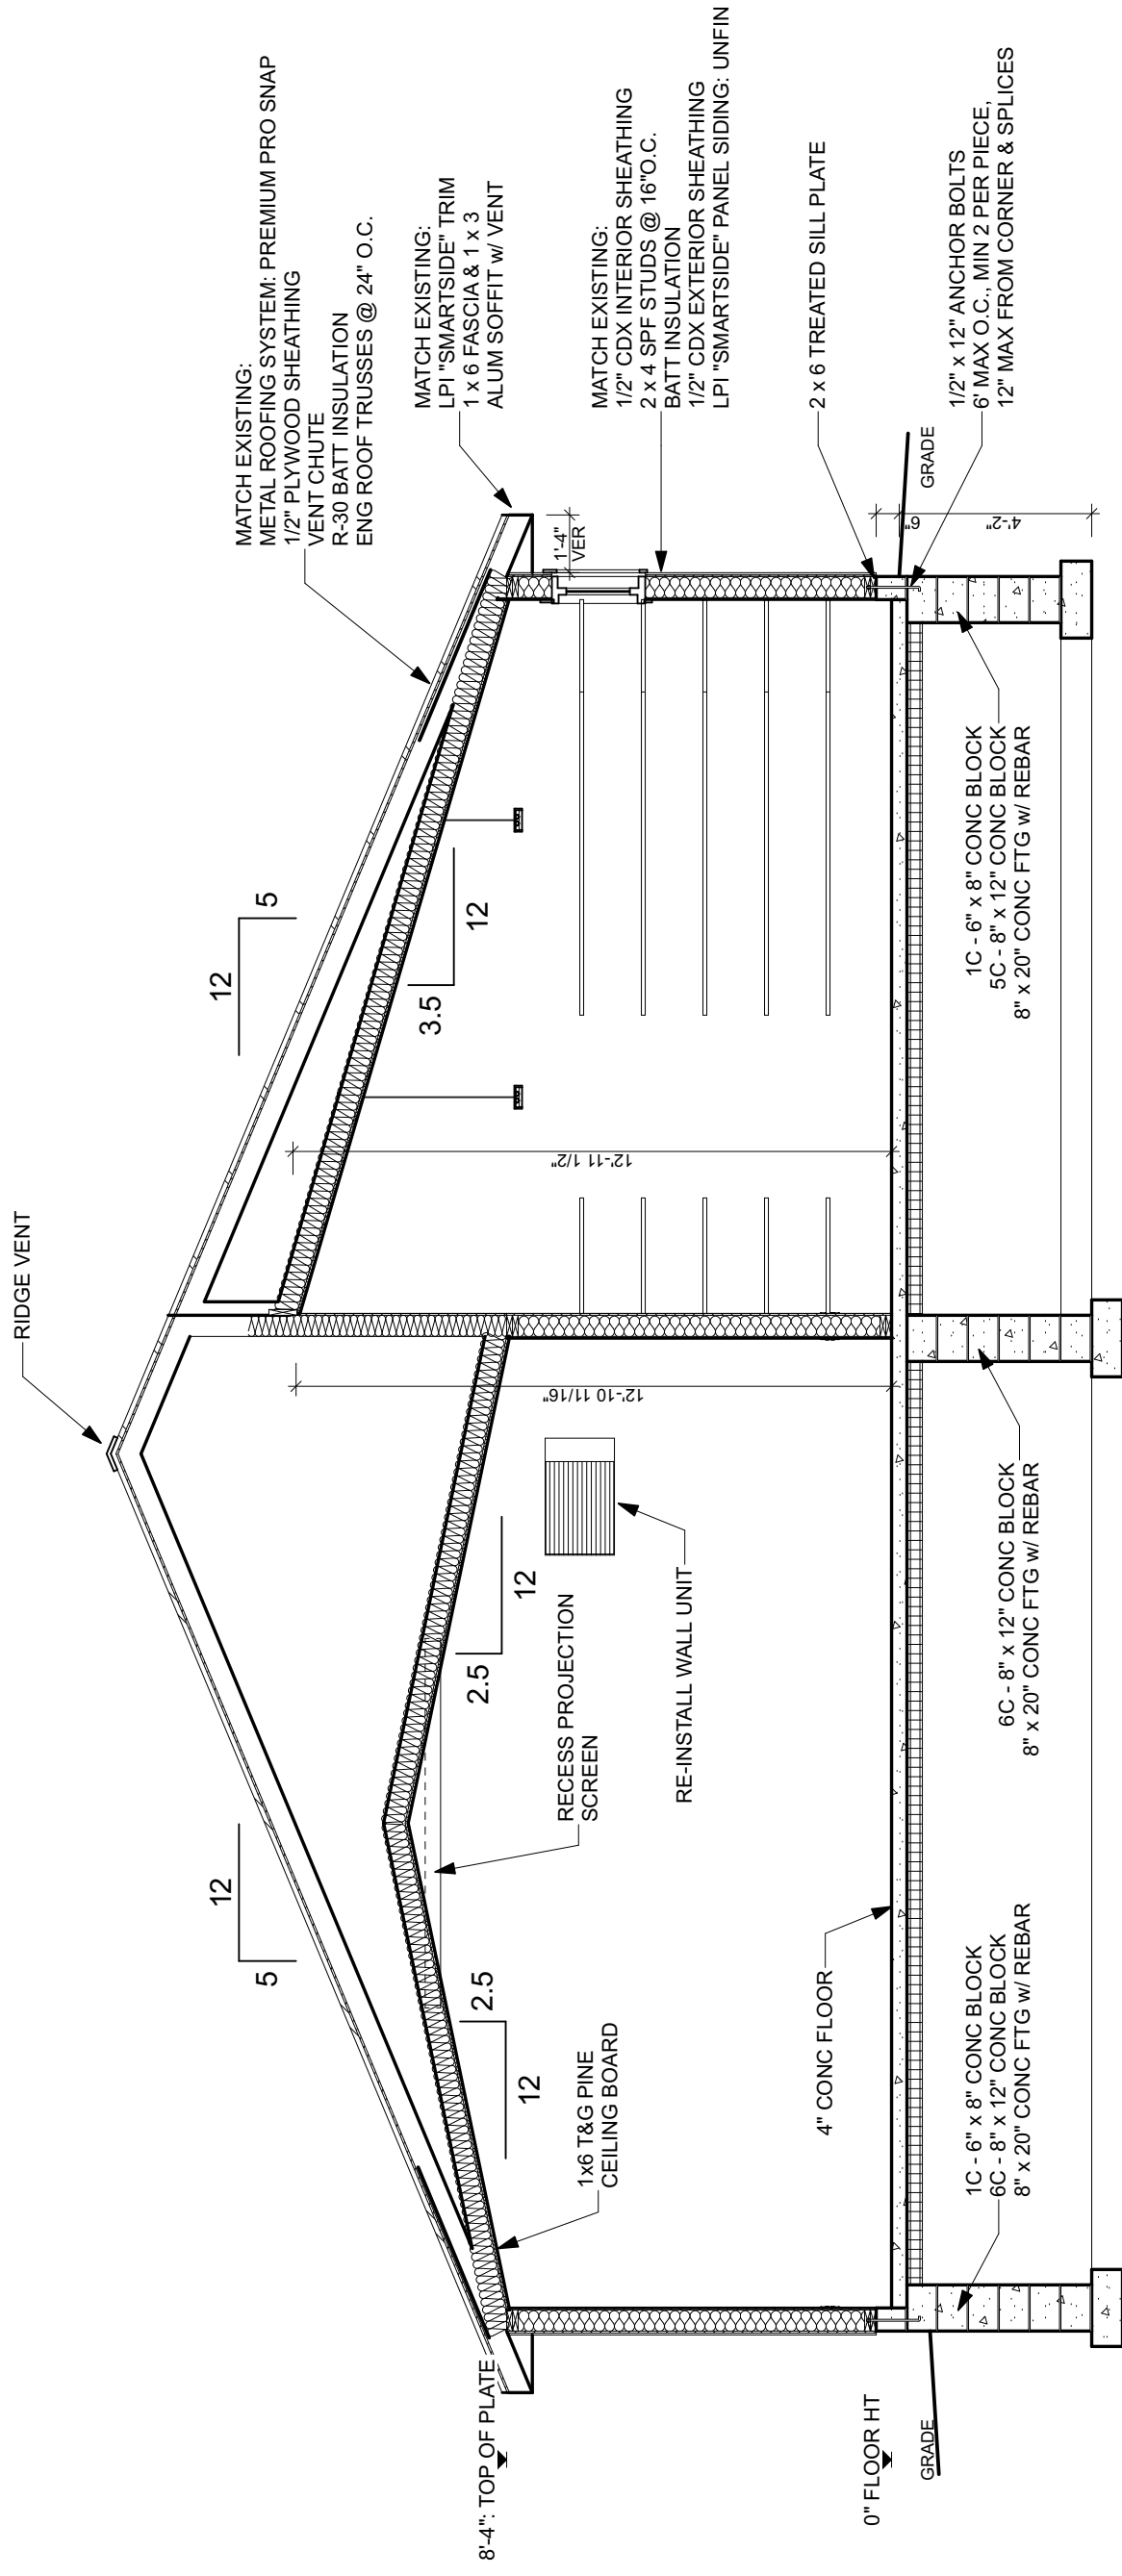 RIDGE VENT
MATCH EXISTING:
METAL ROOFING SYSTEM: PREMIUM PRO SNAP
1/2" PLYWOOD SHEATHING
VENT CHUTE
R-30 BATT INSULATION
ENG ROOF TRUSSES @ 24" O.C.
12
5
12
5
MATCH EXISTING:
LPI "SMARTSIDE" TRIM
1 x 6 FASCIA & 1 x 3
ALUM SOFFIT w/ VENT
3.5
12
2.5
12
2.5
12
8'-4": TOP OF PLATE
1'-4"
VER
1x6 T&G PINE
CEILING BOARD
RECESS PROJECTION
SCREEN
RE-INSTALL WALL UNIT
12'-10 11/16"
12'-11 1/2"
MATCH EXISTING:
1/2" CDX INTERIOR SHEATHING
2 x 4 SPF STUDS @ 16"O.C.
BATT INSULATION
1/2" CDX EXTERIOR SHEATHING
LPI "SMARTSIDE" PANEL SIDING: UNFIN
2 x 6 TREATED SILL PLATE
4" CONC FLOOR
0" FLOOR HT
GRADE
6"
4'-2"
GRADE
1/2" x 12" ANCHOR BOLTS
6' MAX O.C., MIN 2 PER PIECE,
12" MAX FROM CORNER & SPLICES
1C - 6" x 8" CONC BLOCK
6C - 8" x 12" CONC BLOCK
8" x 20" CONC FTG w/ REBAR
6C - 8" x 12" CONC BLOCK
8" x 20" CONC FTG w/ REBAR
1C - 6" x 8" CONC BLOCK
5C - 8" x 12" CONC BLOCK
8" x 20" CONC FTG w/ REBAR